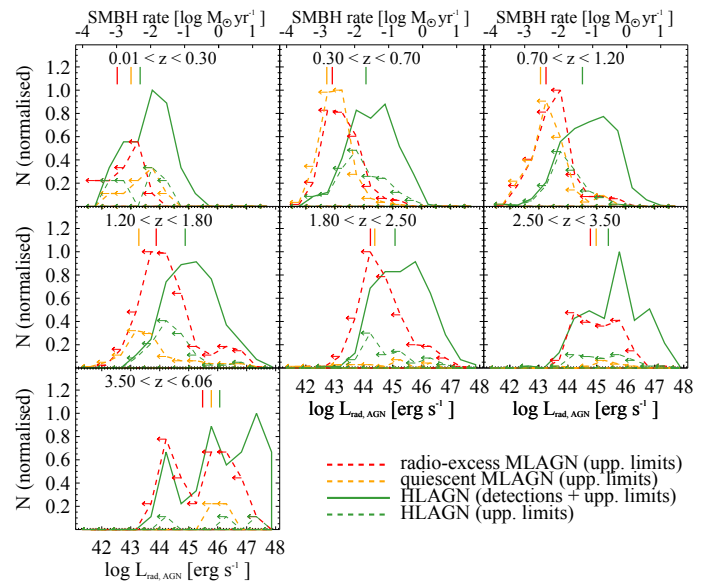 SMBH rate [log M☉yr⁻¹] SMBH rate [log M☉yr⁻¹] SMBH rate [log M☉yr⁻¹]
-4 -3 -2 -1 0 1 -4 -3 -2 -1 0 1 -4 -3 -2 -1 0 1
0.01 < z < 0.30 0.30 < z < 0.70 0.70 < z < 1.20
N (normalised)
1.2
1.0
0.8
0.6
0.4
0.2
1.20 < z < 1.80 1.80 < z < 2.50 2.50 < z < 3.50
N (normalised)
1.2
1.0
0.8
0.6
0.4
0.2
42 43 44 45 46 47 48 42 43 44 45 46 47 48
log L_rad, AGN [erg s⁻¹] log L_rad, AGN [erg s⁻¹]
3.50 < z < 6.06
N (normalised)
1.2
1.0
0.8
0.6
0.4
0.2
42 43 44 45 46 47 48
log L_rad, AGN [erg s⁻¹]
radio-excess MLAGN (upp. limits)
quiescent MLAGN (upp. limits)
HLAGN (detections + upp. limits)
HLAGN (upp. limits)